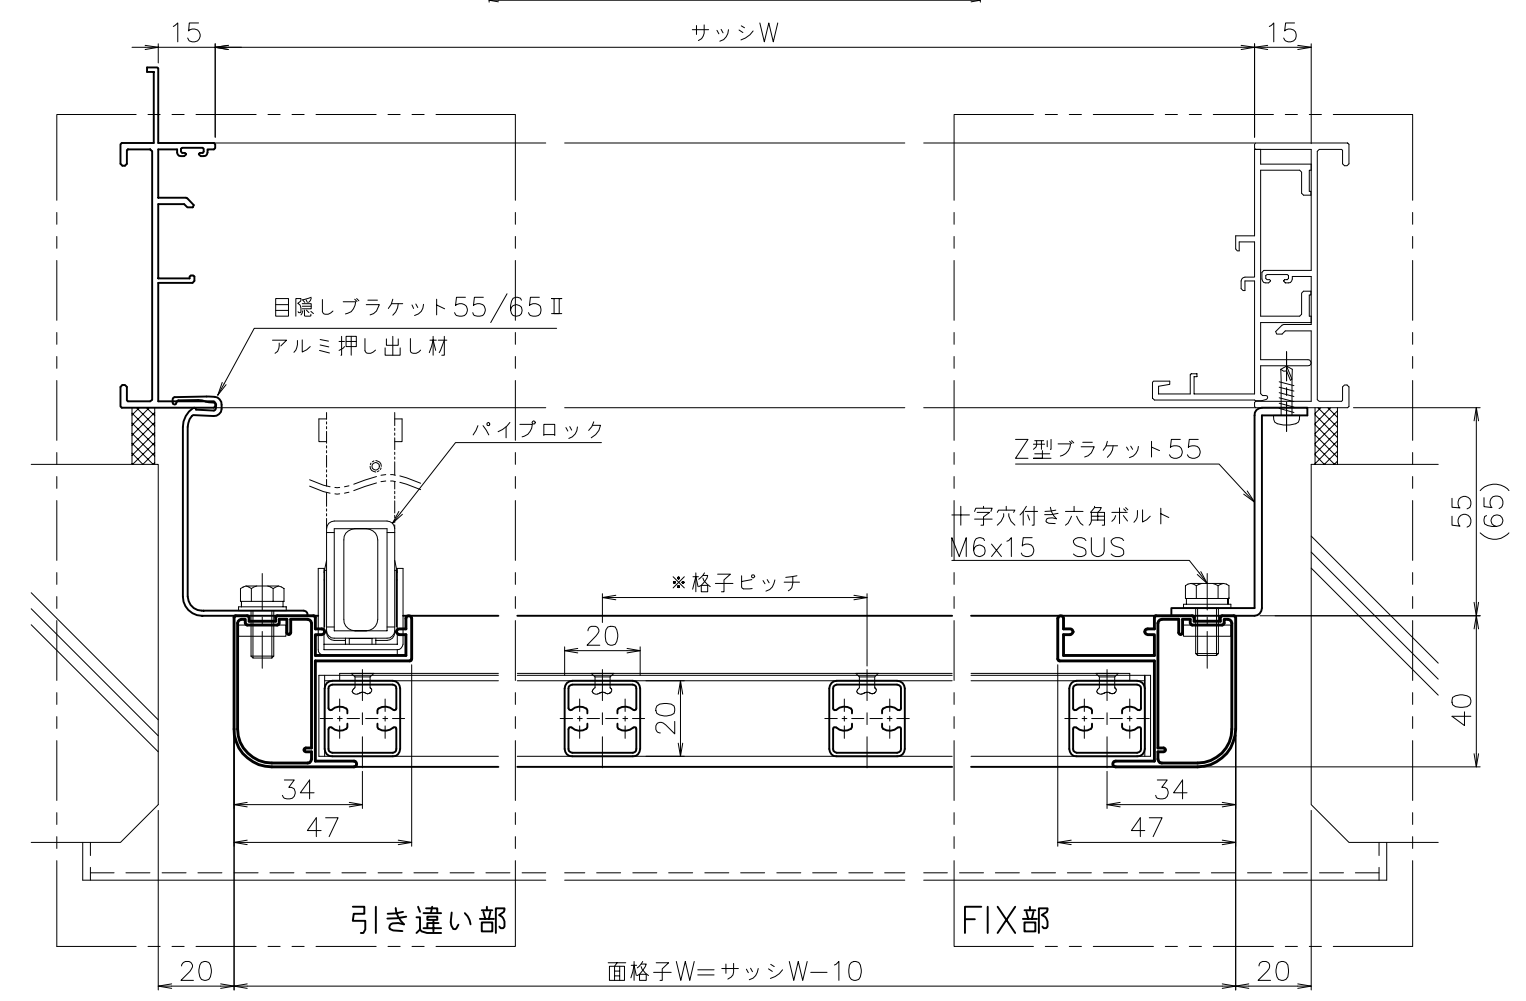 15
サッシW
15
目隠しブラケット55/65Ⅱ
アルミ押し出し材
パイプロック
Z型ブラケット55
十字穴付き六角ボルト
M6x15 SUS
55
(65)
※格子ピッチ
20
20
40
34
34
47
47
引き違い部
FIX部
20
面格子W=サッシW-10
20